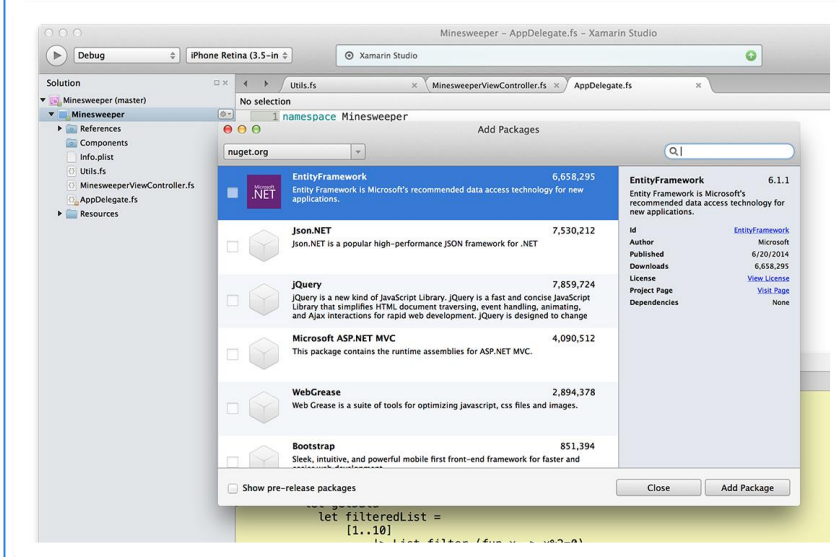 Minesweeper – AppDelegate.fs – Xamarin Studio
Debug
iPhone Retina (3.5-in
Xamarin Studio
Solution
Utils.fs
MinesweeperViewController.fs
AppDelegate.fs
Minesweeper (master)
No selection
Minesweeper
1 namespace Minesweeper
References
Components
Info.plist
Utils.fs
MinesweeperViewController.fs
AppDelegate.fs
Resources
Add Packages
nuget.org
EntityFramework 6,658,295
Entity Framework is Microsoft's recommended data access technology for new
applications.
Microsoft
.NET
Json.NET 7,530,212
Json.NET is a popular high-performance JSON framework for .NET
jQuery 7,859,724
jQuery is a new kind of JavaScript Library. jQuery is a fast and concise JavaScript
Library that simplifies HTML document traversing, event handling, animating,
and Ajax interactions for rapid web development. jQuery is designed to change
Microsoft ASP.NET MVC 4,090,512
This package contains the runtime assemblies for ASP.NET MVC.
WebGrease 2,894,378
Web Grease is a suite of tools for optimizing javascript, css files and images.
Bootstrap 851,394
Sleek, intuitive, and powerful mobile first front-end framework for faster and
EntityFramework 6.1.1
Entity Framework is Microsoft's
recommended data access technology for
new applications.
Id EntityFramework
Author Microsoft
Published 6/20/2014
Downloads 6,658,295
License View License
Project Page Visit Page
Dependencies None
Show pre-release packages
Close
Add Package
let filteredList =
[1..10]